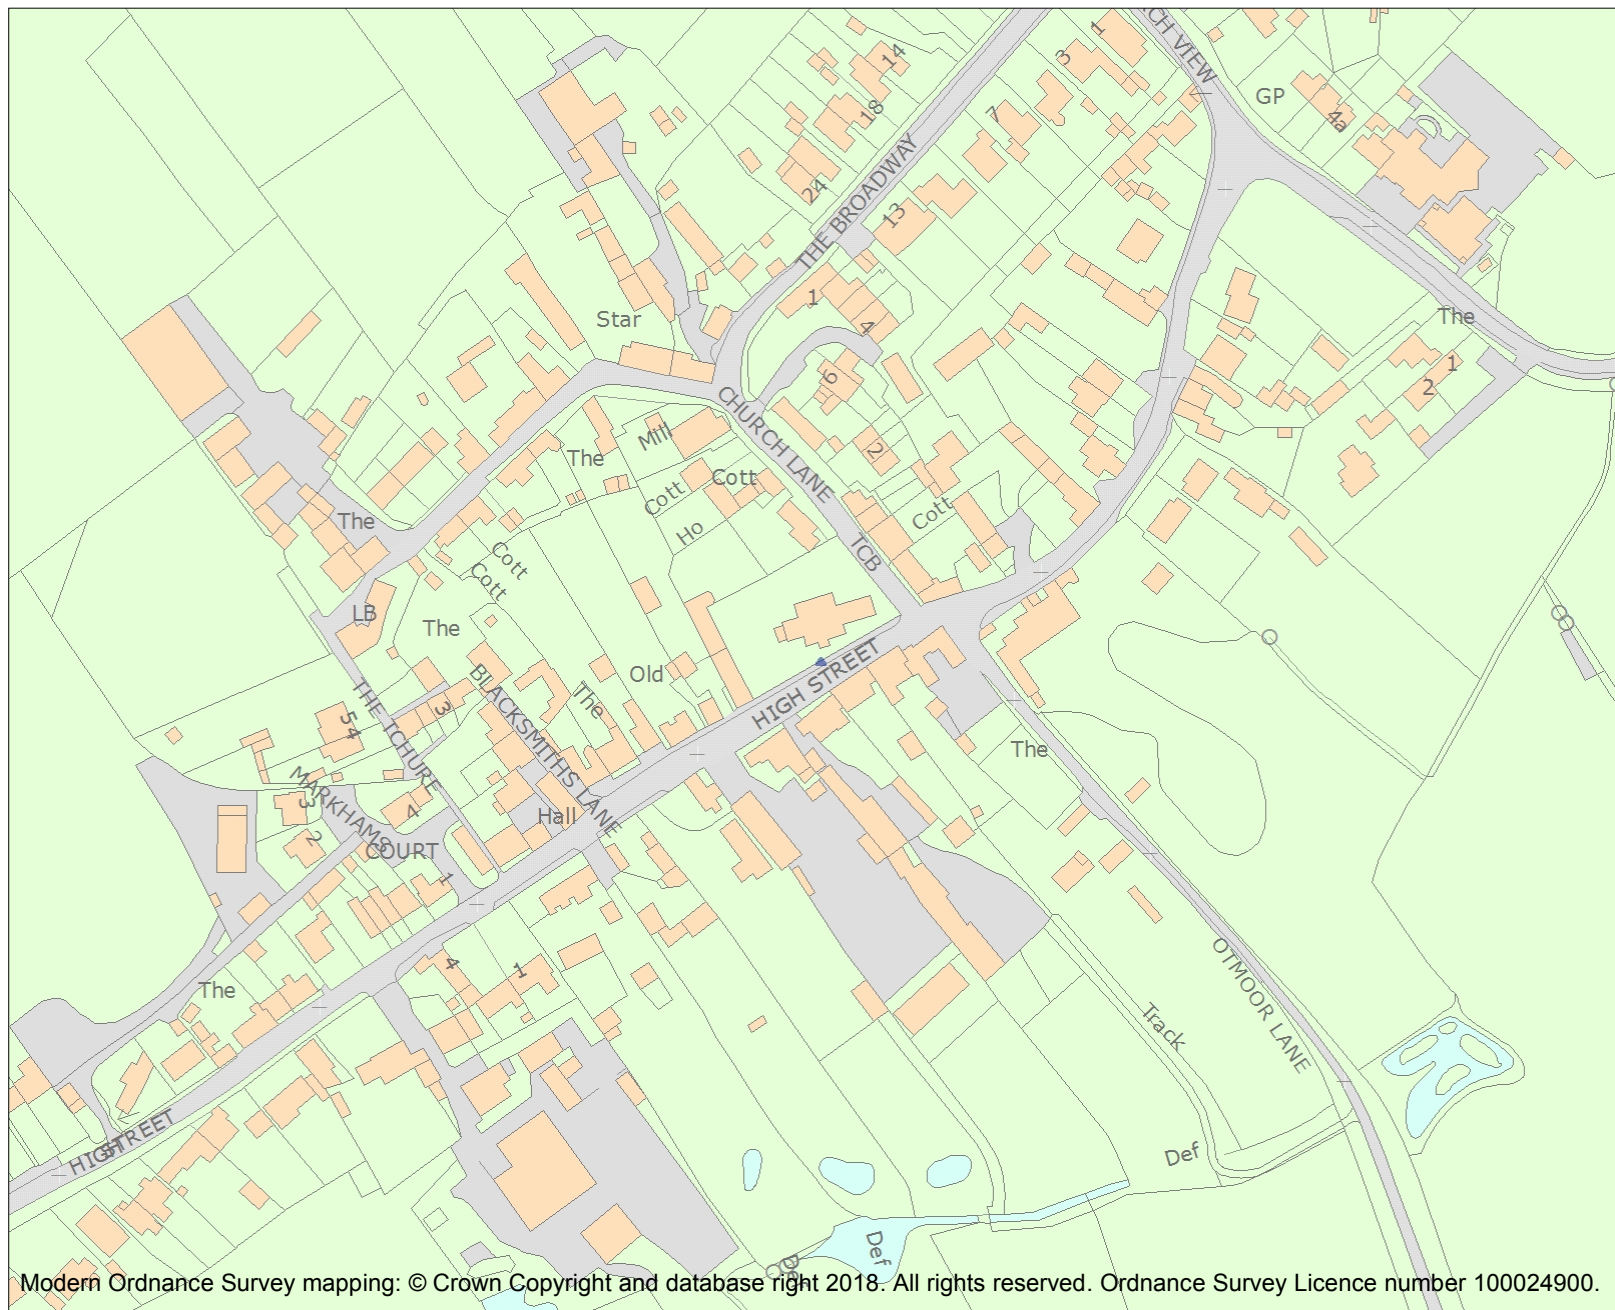 14
1
3
CH VIEW
GP
4a
18
7
24
THE BROADWAY
13
1
4
Star
The
1
2
6
CHURCH LANE
Mill
The
2
Cott
Cott
Cott
Ho
TCB
The
Cott
Cott
LB
The
HIGH STREET
Old
The
BLACKSMITHS LANE
THE TCHURE
3
54
The
MARKHAMS
COURT
3
2
4
Hall
1
4
1
The
OTMOOR LANE
Track
Def
Def
HIGH STREET
Modern Ordnance Survey mapping: © Crown Copyright and database right 2018. All rights reserved. Ordnance Survey Licence number 100024900.